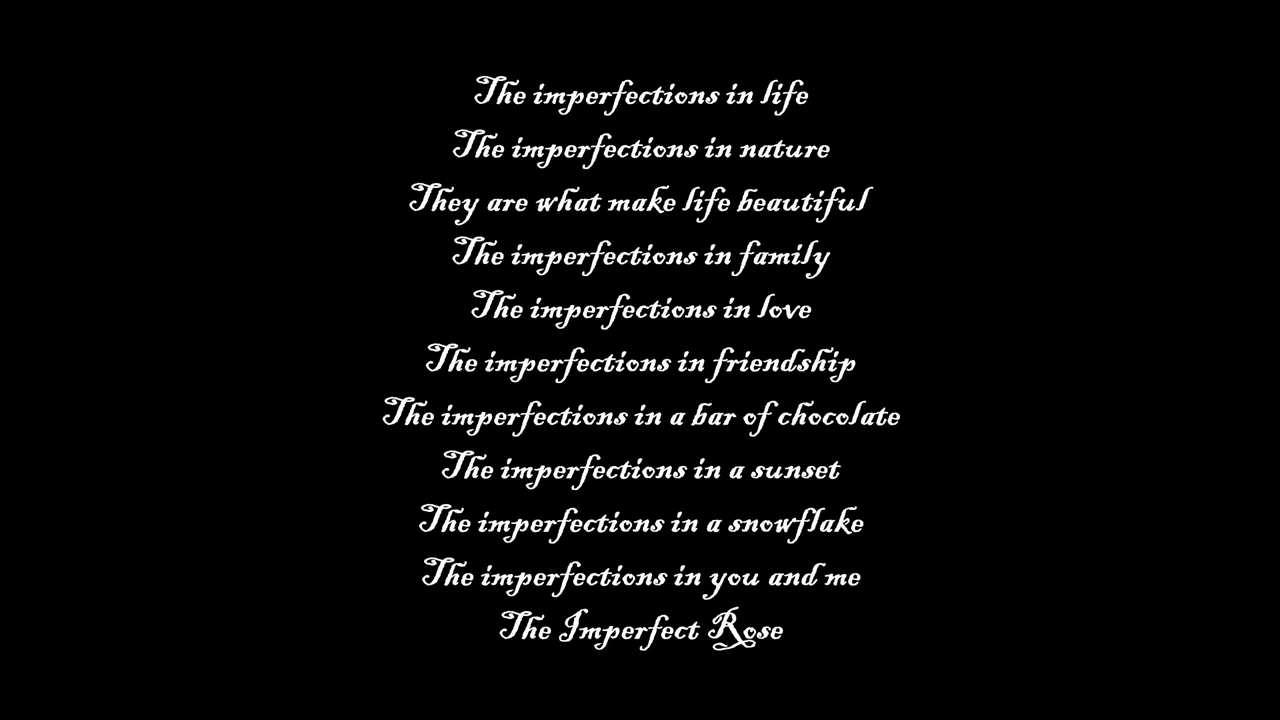 The imperfections in life
The imperfections in nature
They are what make life beautiful
The imperfections in family
The imperfections in love
The imperfections in friendship
The imperfections in a bar of chocolate
The imperfections in a sunset
The imperfections in a snowflake
The imperfections in you and me
The Imperfect Rose